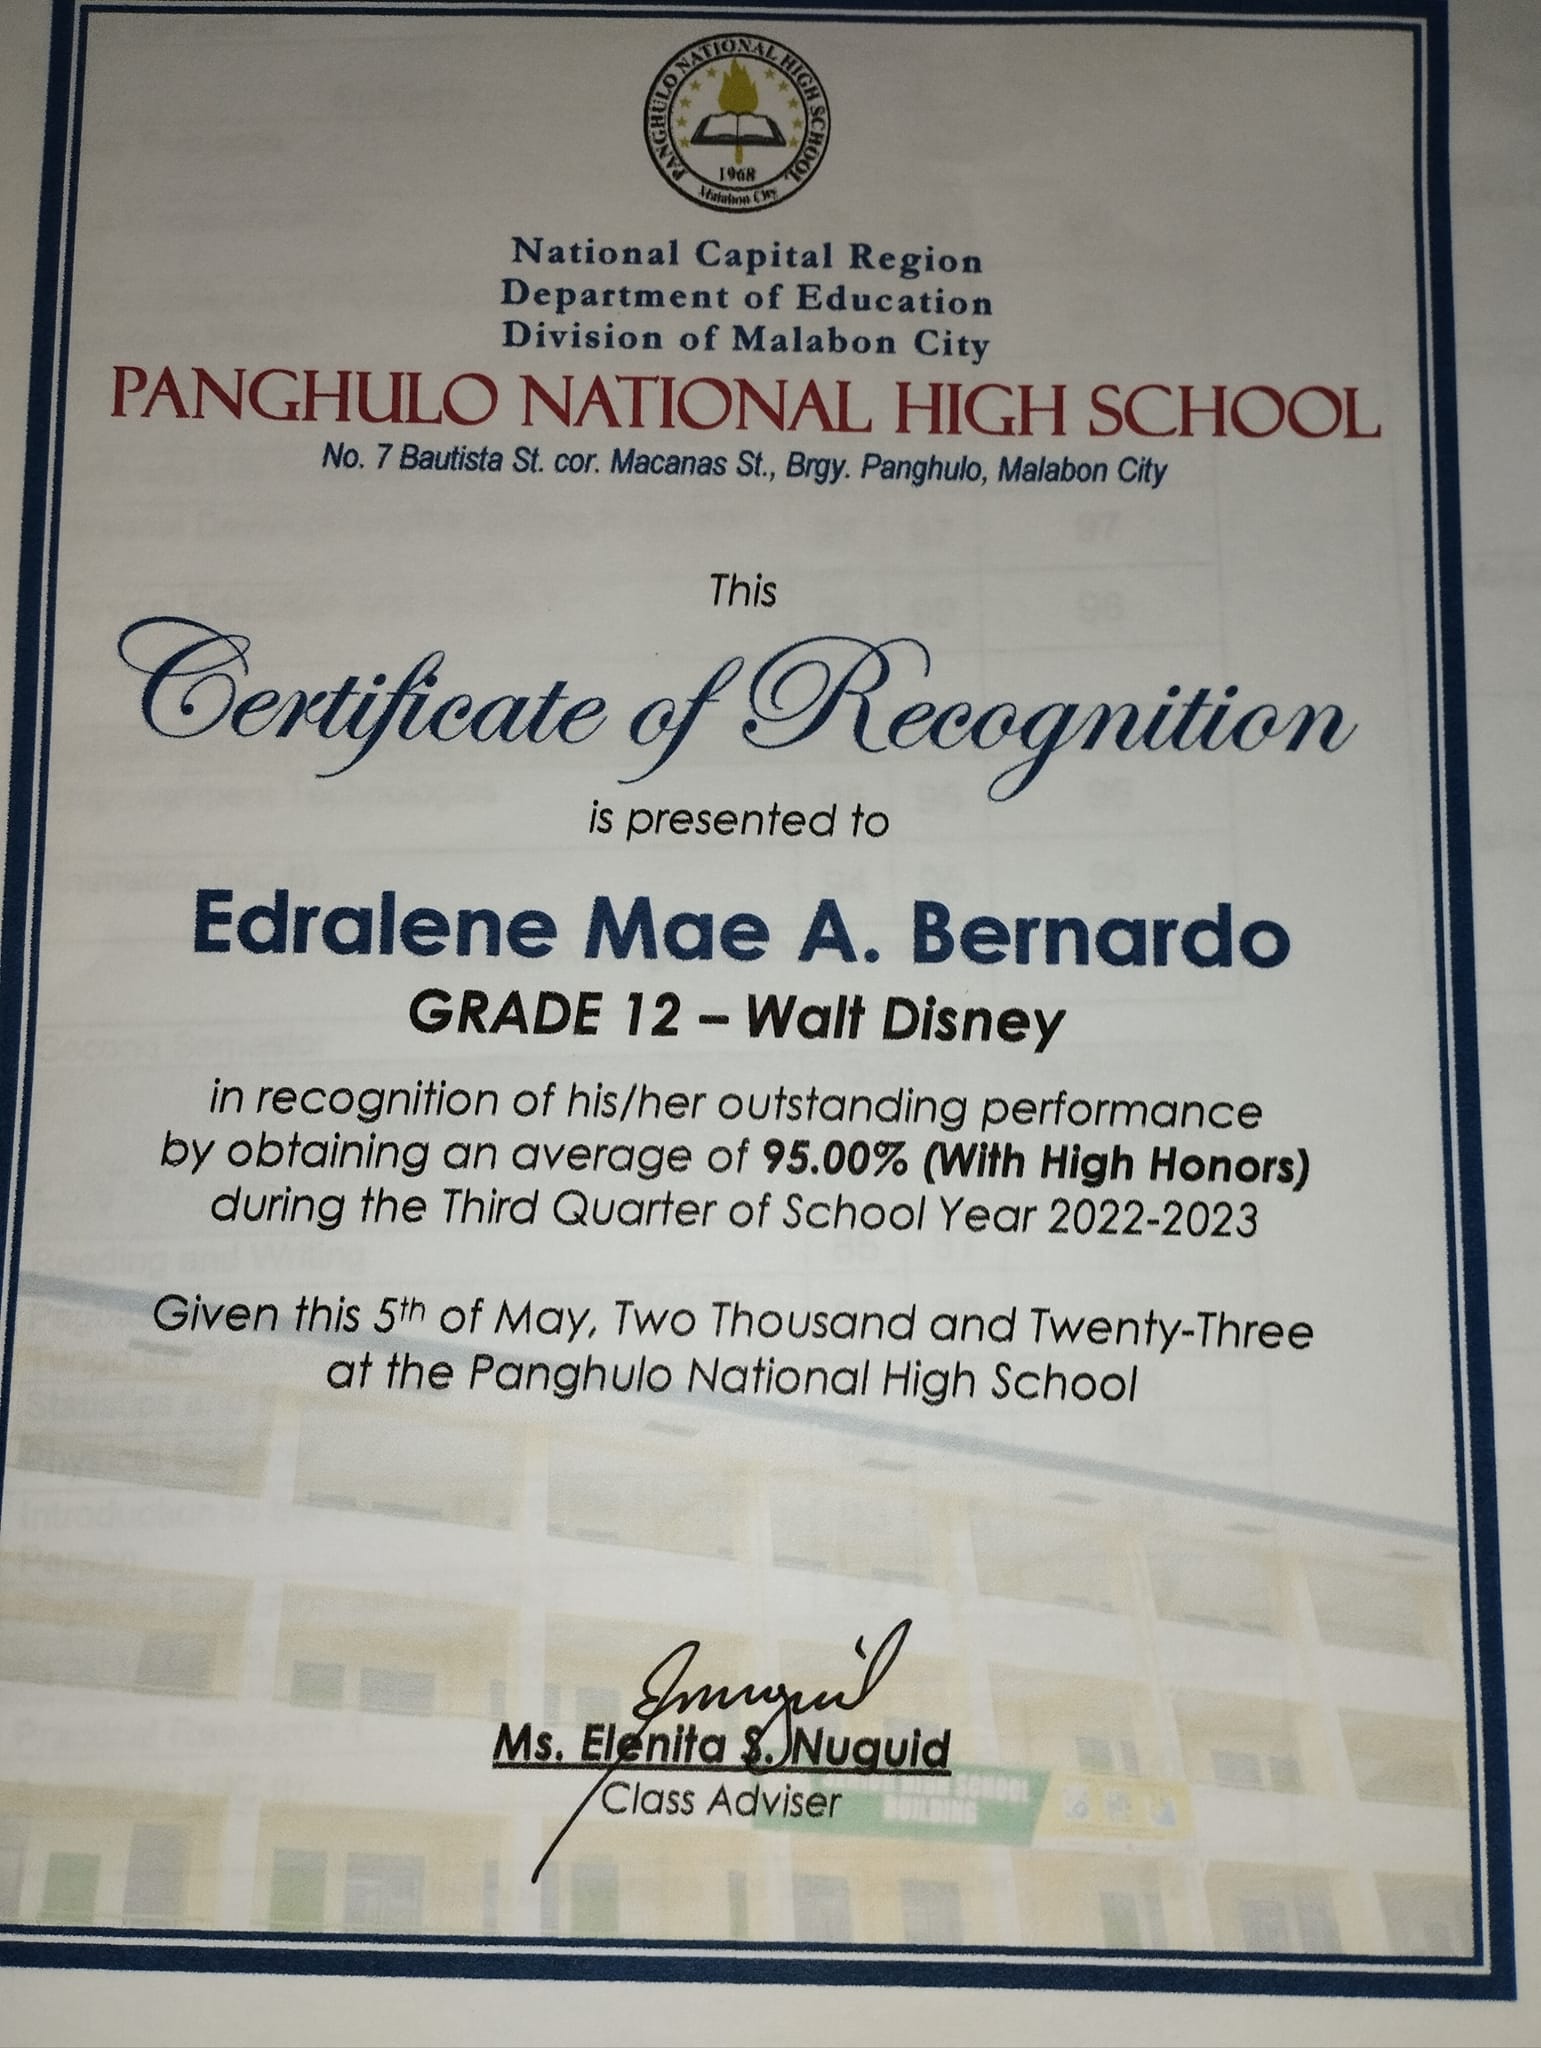 PANGHULO NATIONAL HIGH SCHOOL
1968
Malabon City
National Capital Region
Department of Education
Division of Malabon City
PANGHULO NATIONAL HIGH SCHOOL
No. 7 Bautista St. cor. Macanas St., Brgy. Panghulo, Malabon City
This
Certificate of Recognition
is presented to
Edralene Mae A. Bernardo
GRADE 12 – Walt Disney
in recognition of his/her outstanding performance
by obtaining an average of 95.00% (With High Honors)
during the Third Quarter of School Year 2022-2023
Given this 5th of May, Two Thousand and Twenty-Three
at the Panghulo National High School
Ms. Elenita S. Nuguid
Class Adviser
SENIOR HIGH SCHOOL
BUILDING